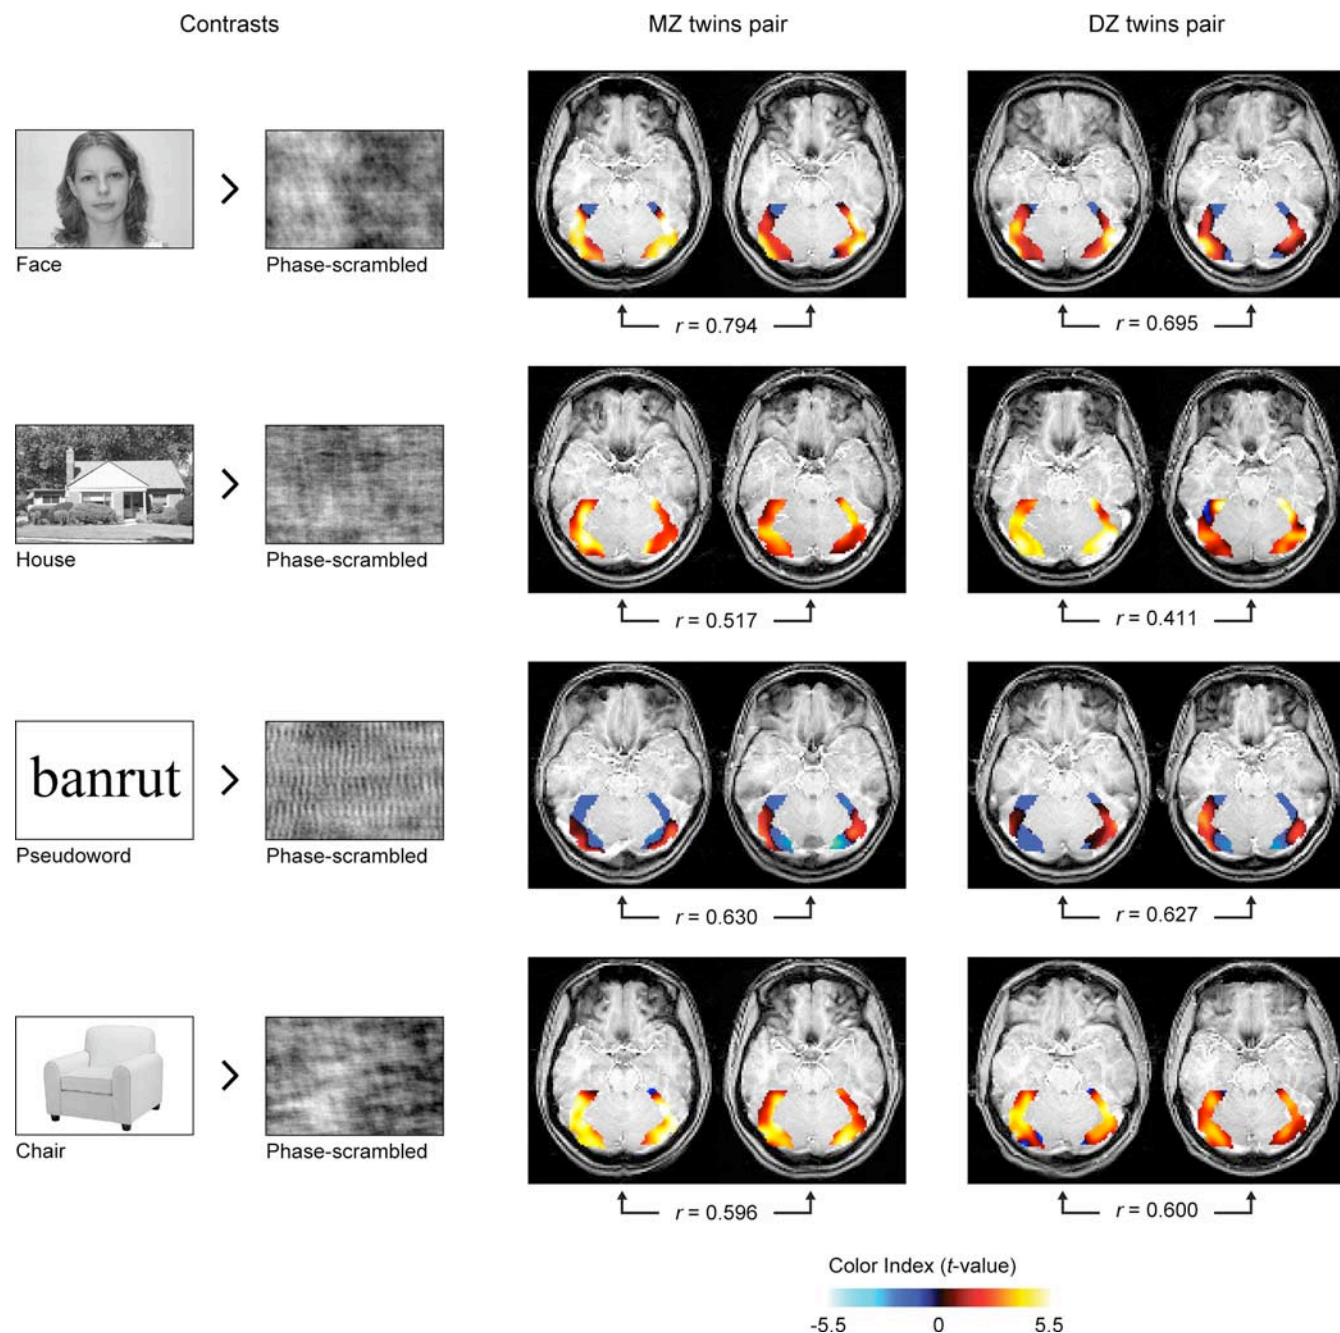 Contrasts
MZ twins pair
DZ twins pair
Face
Phase-scrambled
r = 0.794
r = 0.695
House
Phase-scrambled
r = 0.517
r = 0.411
banrut
Pseudoword
Phase-scrambled
r = 0.630
r = 0.627
Chair
Phase-scrambled
r = 0.596
r = 0.600
Color Index (t-value)
-5.5 0 5.5